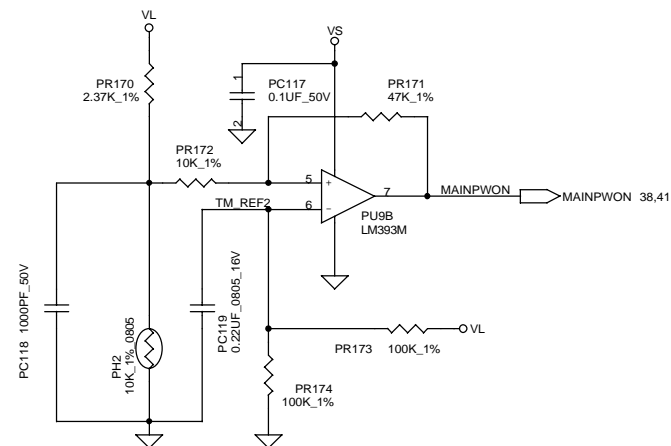 VL
VS
PR170
2.37K_1%
1
PC117
0.1UF_50V
2
PR171
47K_1%
PR172
10K_1%
5
+
7
MAINPWON
MAINPWON 38,41
TM_REF2
6
-
PU9B
LM393M
PC118 1000PF_50V
PH2
10K_1%_0805
PC119
0.22UF_0805_16V
PR173
100K_1%
VL
PR174
100K_1%